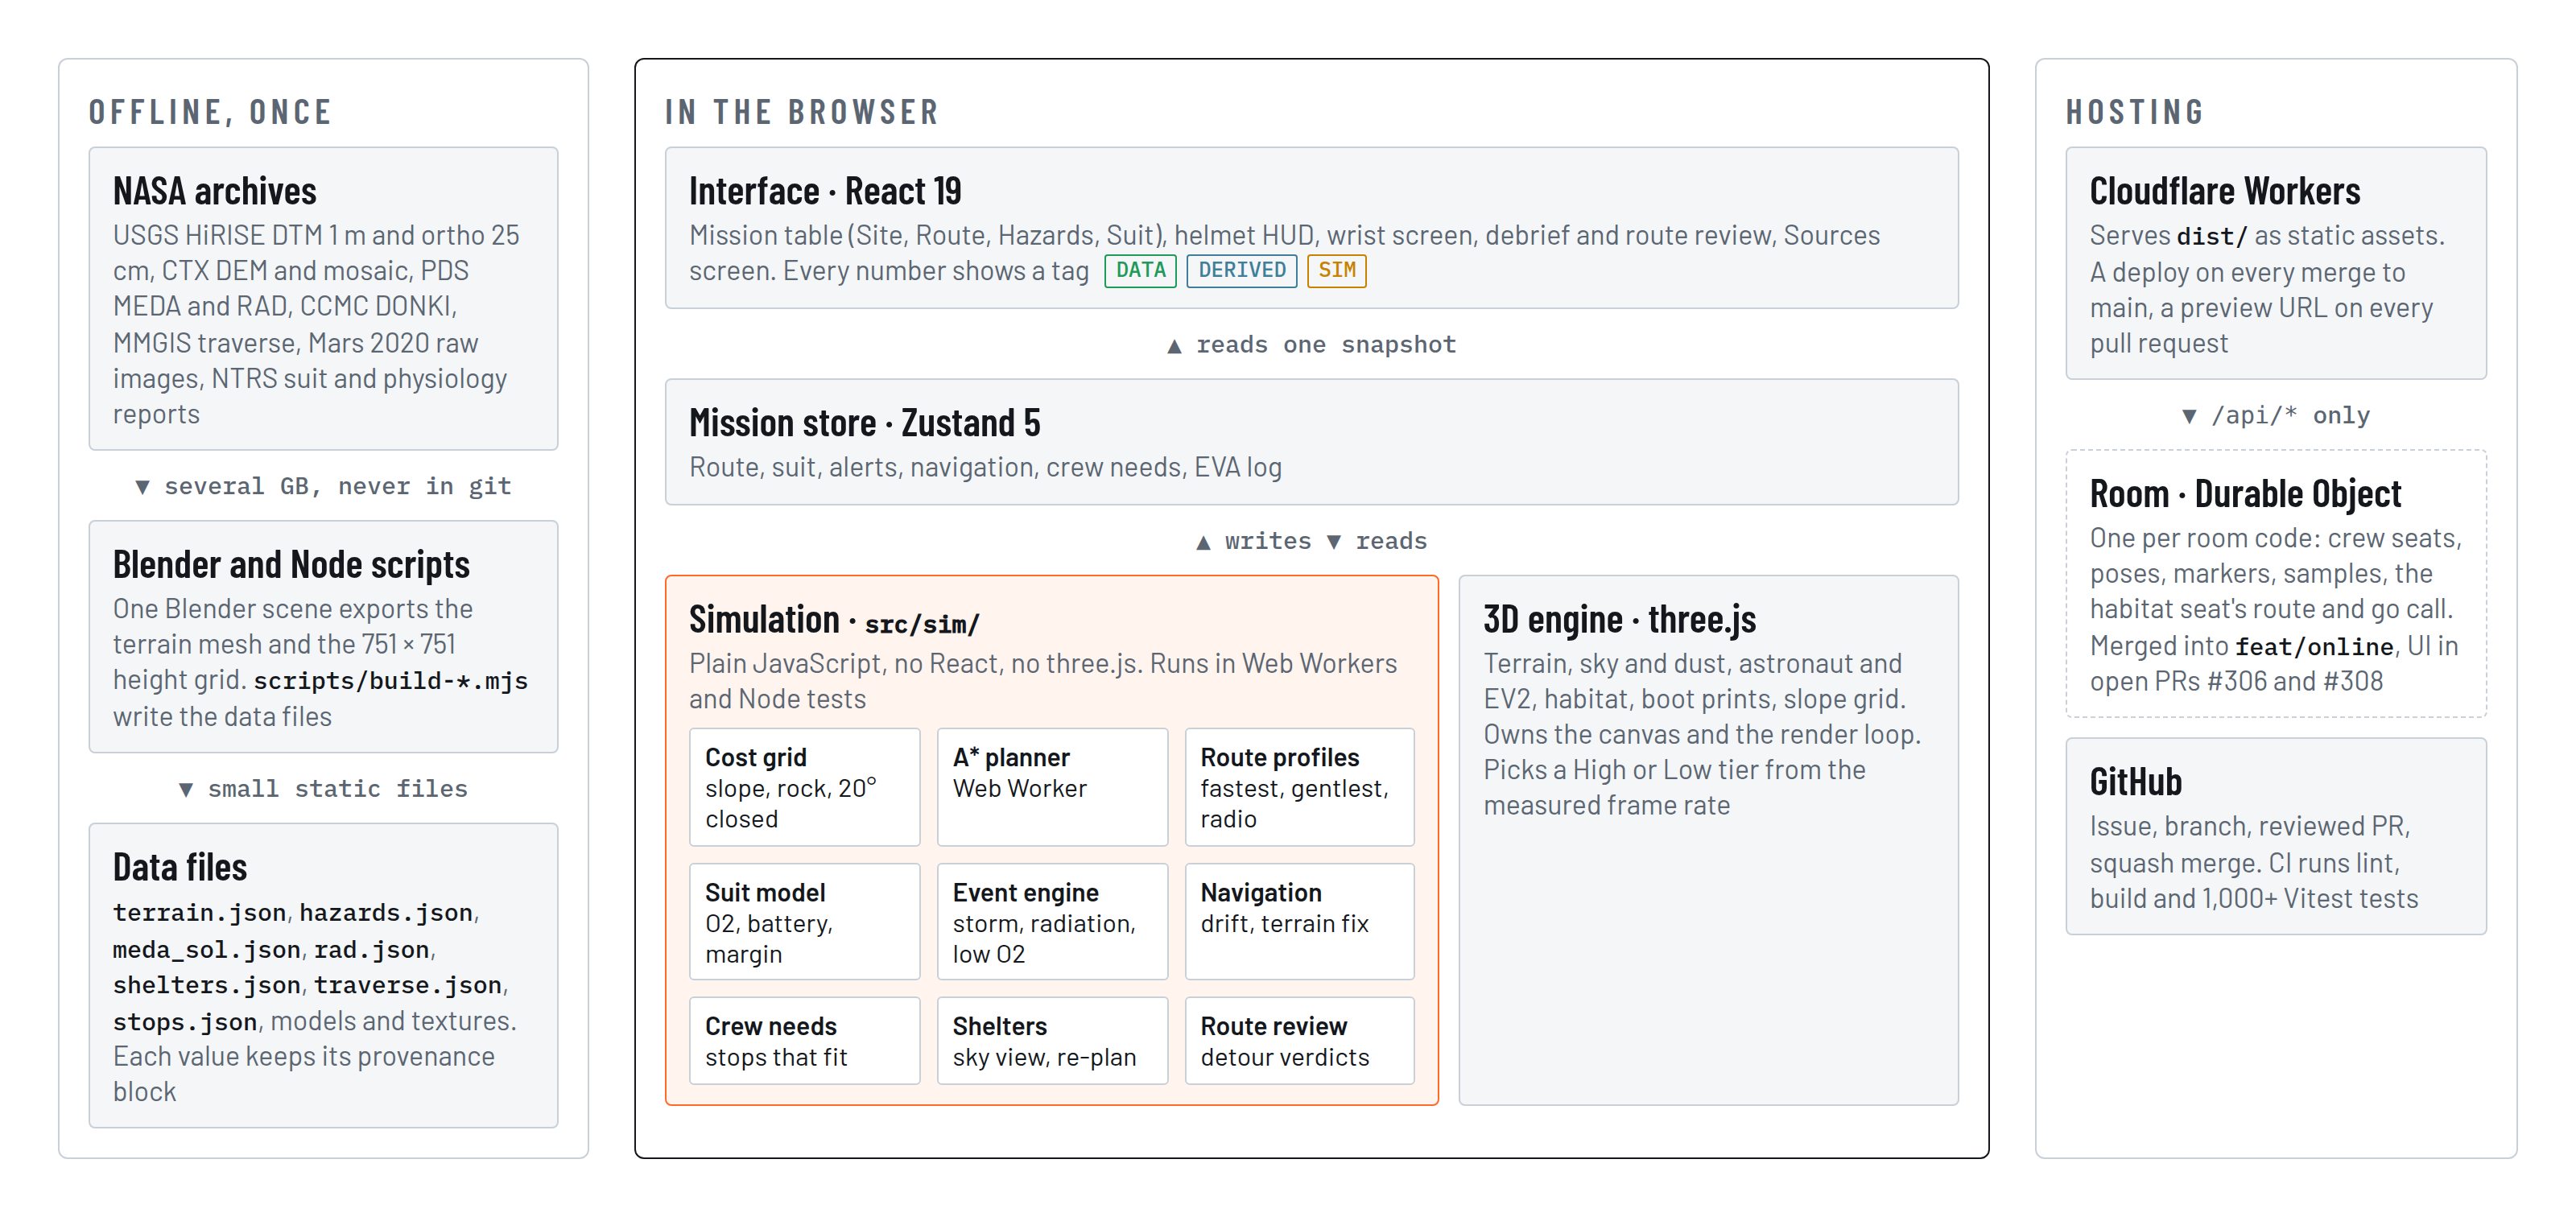 OFFLINE, ONCE
NASA archives
USGS HiRISE DTM 1 m and ortho 25
cm, CTX DEM and mosaic, PDS
MEDA and RAD, CCMC DONKI,
MMGIS traverse, Mars 2020 raw
images, NTRS suit and physiology
reports
▼ several GB, never in git
Blender and Node scripts
One Blender scene exports the
terrain mesh and the 751 × 751
height grid. scripts/build-*.mjs
write the data files
▼ small static files
Data files
terrain.json, hazards.json,
meda_sol.json, rad.json,
shelters.json, traverse.json,
stops.json, models and textures.
Each value keeps its provenance
block
IN THE BROWSER
Interface · React 19
Mission table (Site, Route, Hazards, Suit), helmet HUD, wrist screen, debrief and route review, Sources
screen. Every number shows a tag DATA DERIVED SIM
▲ reads one snapshot
Mission store · Zustand 5
Route, suit, alerts, navigation, crew needs, EVA log
▲ writes ▼ reads
Simulation · src/sim/
Plain JavaScript, no React, no three.js. Runs in Web Workers
and Node tests
Cost grid
slope, rock, 20°
closed
A* planner
Web Worker
Route profiles
fastest, gentlest,
radio
Suit model
O2, battery,
margin
Event engine
storm, radiation,
low O2
Navigation
drift, terrain fix
Crew needs
stops that fit
Shelters
sky view, re-plan
Route review
detour verdicts
3D engine · three.js
Terrain, sky and dust, astronaut and
EV2, habitat, boot prints, slope grid.
Owns the canvas and the render loop.
Picks a High or Low tier from the
measured frame rate
HOSTING
Cloudflare Workers
Serves dist/ as static assets.
A deploy on every merge to
main, a preview URL on every
pull request
▼ /api/* only
Room · Durable Object
One per room code: crew seats,
poses, markers, samples, the
habitat seat's route and go call.
Merged into feat/online, UI in
open PRs #306 and #308
GitHub
Issue, branch, reviewed PR,
squash merge. CI runs lint,
build and 1,000+ Vitest tests